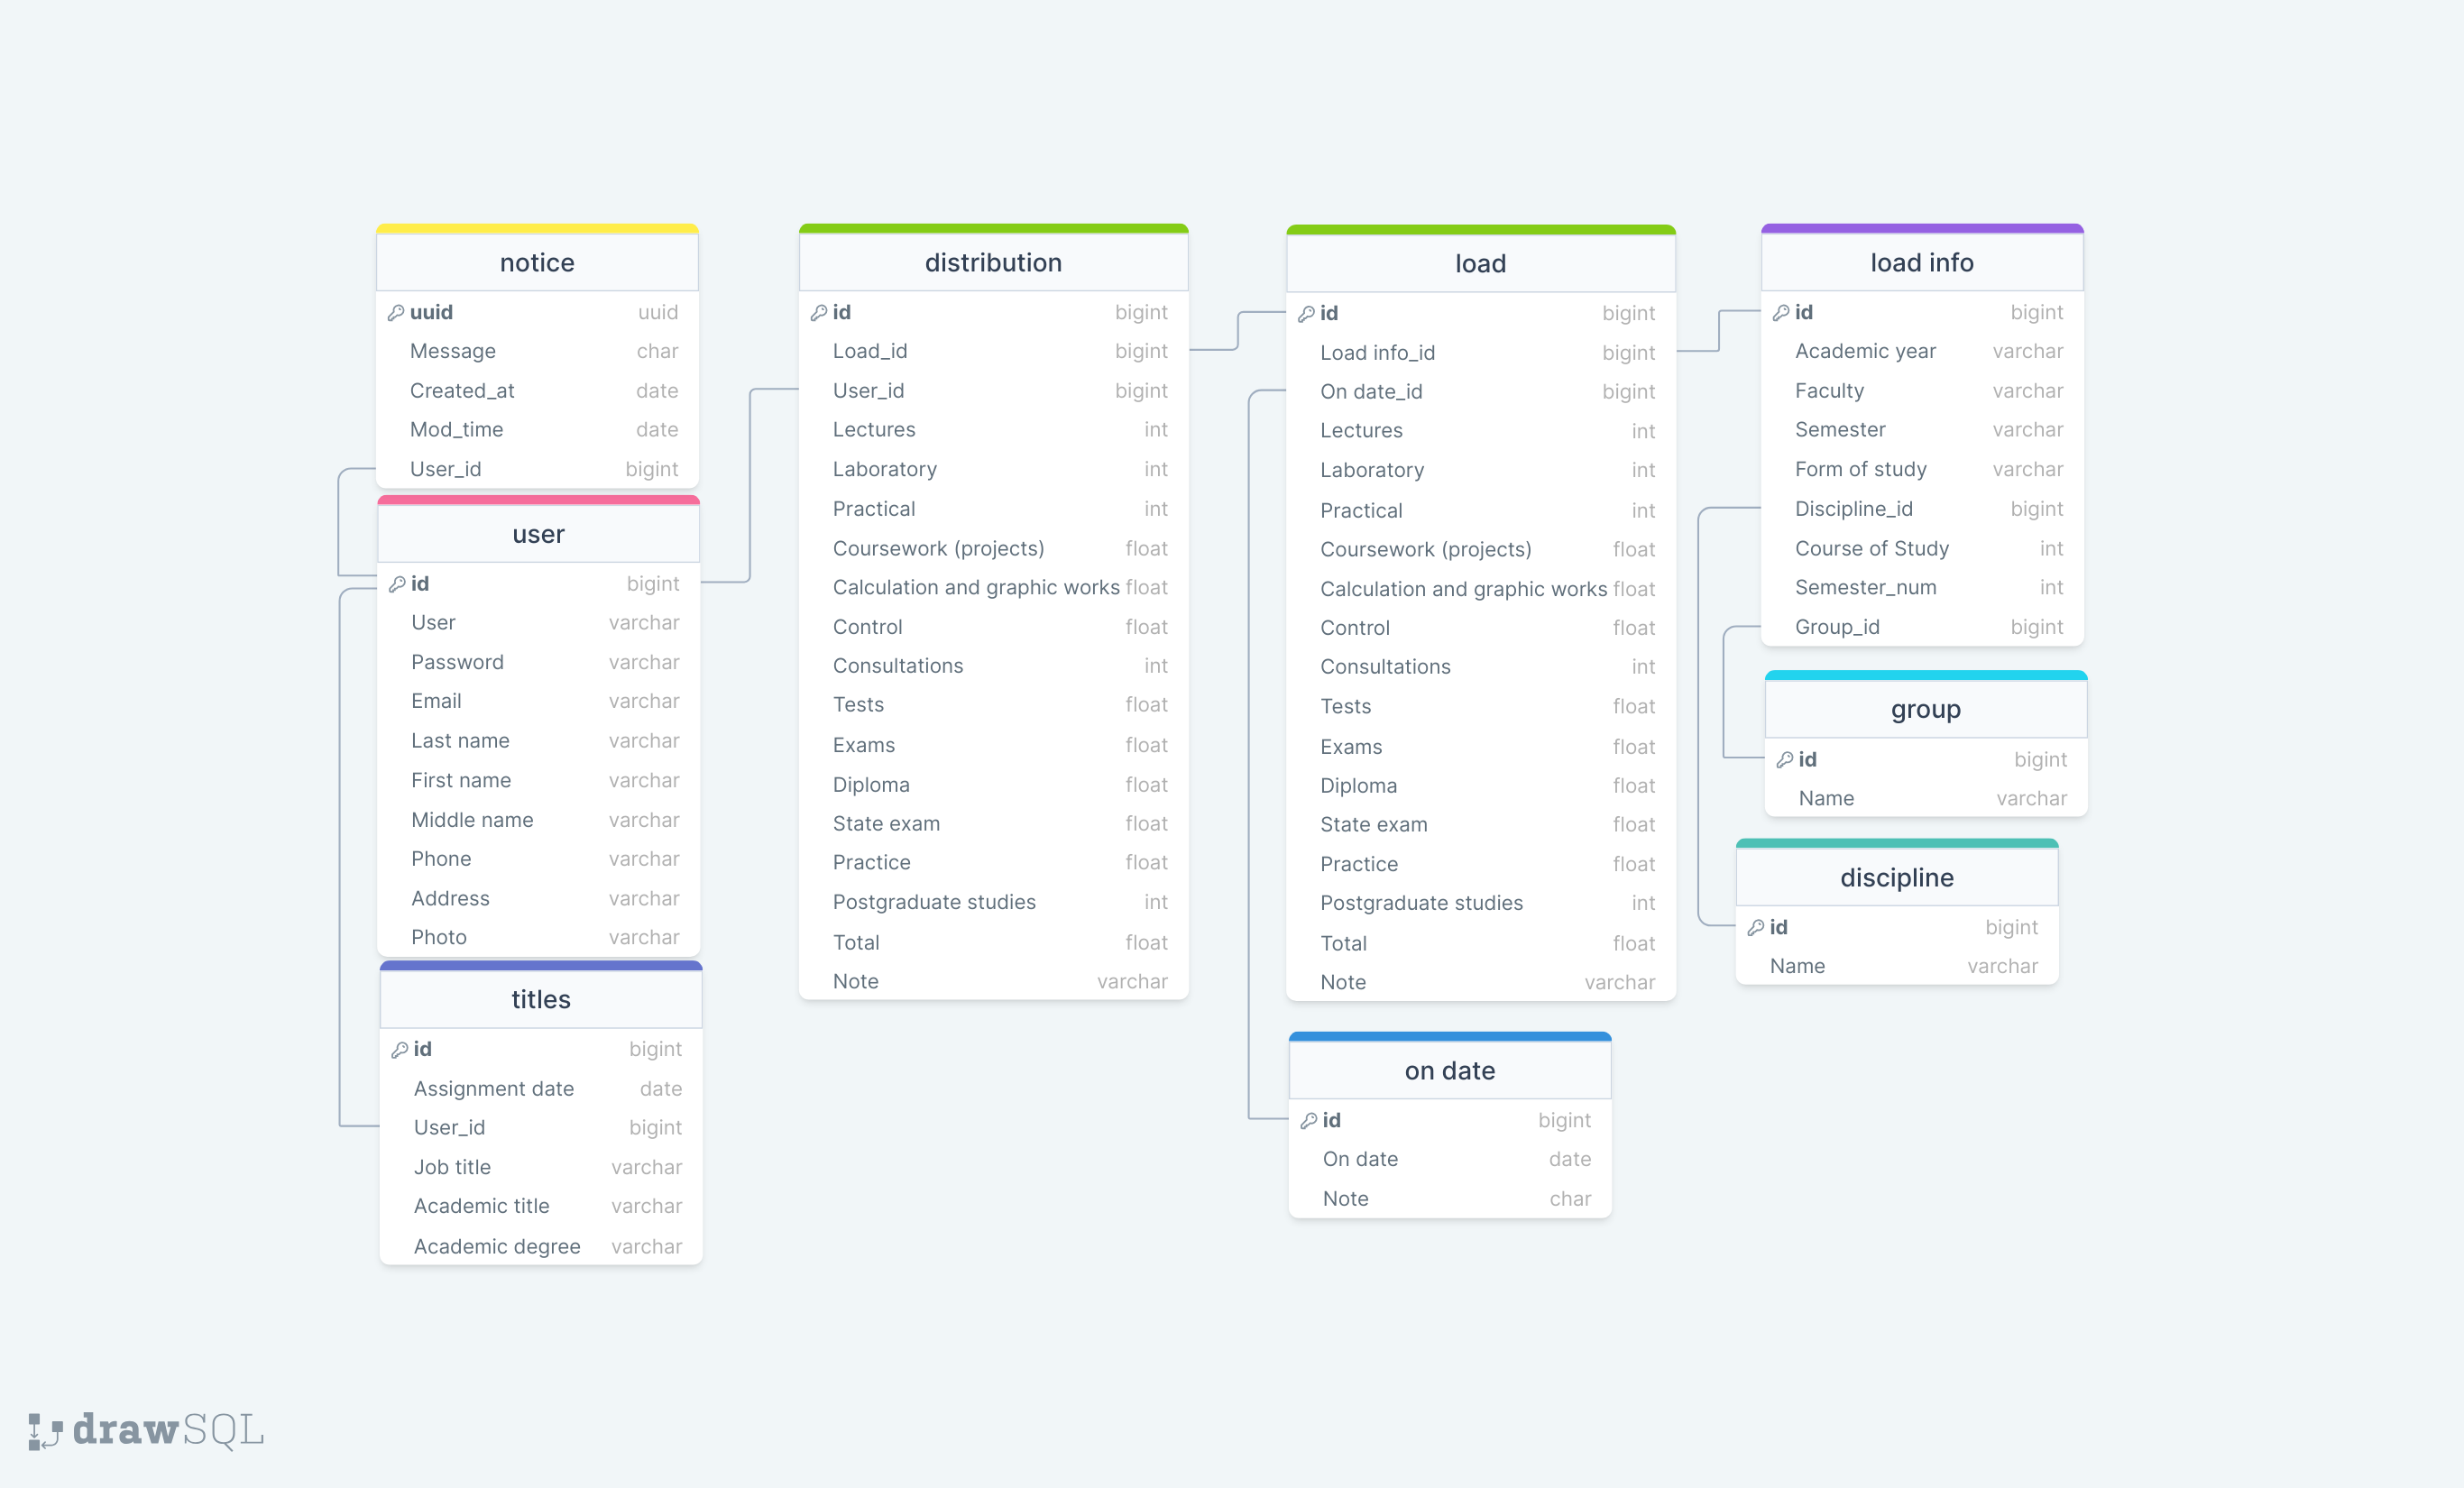 notice
uuid uuid
Message char
Created_at date
Mod_time date
User_id bigint
user
id bigint
User varchar
Password varchar
Email varchar
Last name varchar
First name varchar
Middle name varchar
Phone varchar
Address varchar
Photo varchar
titles
id bigint
Assignment date date
User_id bigint
Job title varchar
Academic title varchar
Academic degree varchar
distribution
id bigint
Load_id bigint
User_id bigint
Lectures int
Laboratory int
Practical int
Coursework (projects) float
Calculation and graphic works float
Control float
Consultations int
Tests float
Exams float
Diploma float
State exam float
Practice float
Postgraduate studies int
Total float
Note varchar
load
id bigint
Load info_id bigint
On date_id bigint
Lectures int
Laboratory int
Practical int
Coursework (projects) float
Calculation and graphic works float
Control float
Consultations int
Tests float
Exams float
Diploma float
State exam float
Practice float
Postgraduate studies int
Total float
Note varchar
on date
id bigint
On date date
Note char
load info
id bigint
Academic year varchar
Faculty varchar
Semester varchar
Form of study varchar
Discipline_id bigint
Course of Study int
Semester_num int
Group_id bigint
group
id bigint
Name varchar
discipline
id bigint
Name varchar
drawSQL